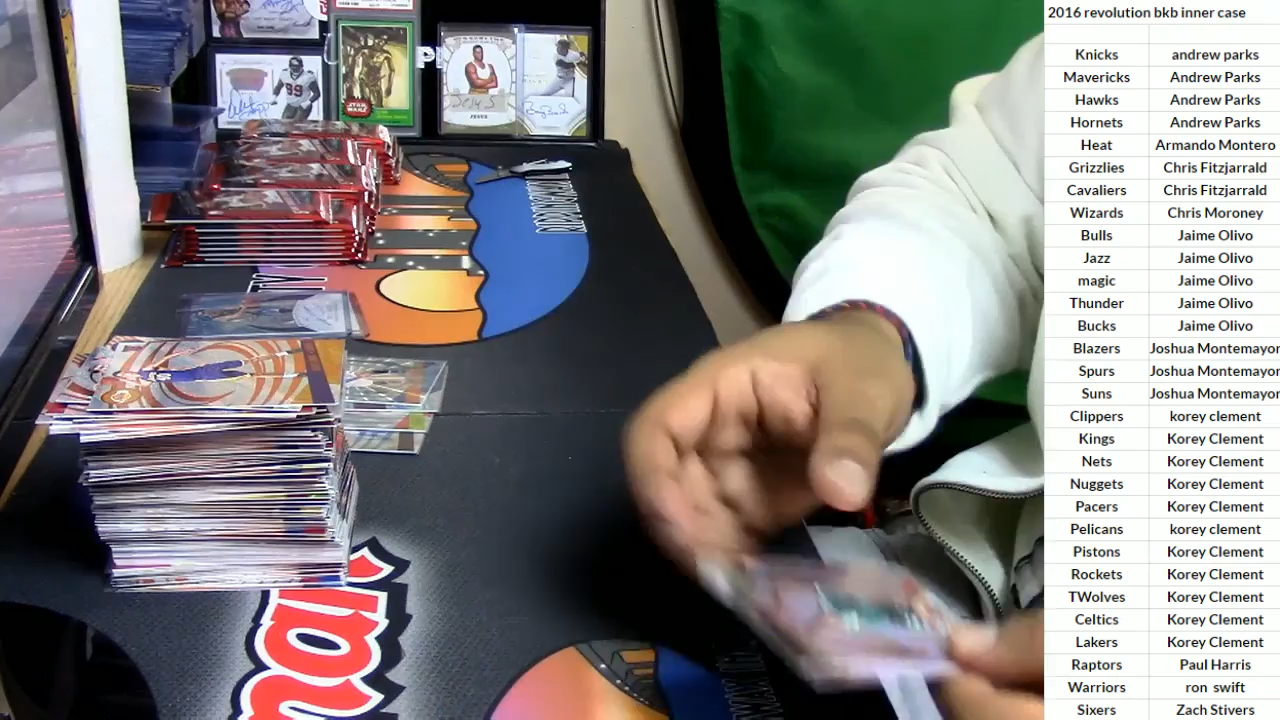 2016 revolution bkb inner case
Knicks andrew parks
Mavericks Andrew Parks
Hawks Andrew Parks
Hornets Andrew Parks
Heat Armando Montero
Grizzlies Chris Fitzjarrald
Cavaliers Chris Fitzjarrald
Wizards Chris Moroney
Bulls Jaime Olivo
Jazz Jaime Olivo
magic Jaime Olivo
Thunder Jaime Olivo
Bucks Jaime Olivo
Blazers Joshua Montemayor
Spurs Joshua Montemayor
Suns Joshua Montemayor
Clippers korey clement
Kings Korey Clement
Nets Korey Clement
Nuggets Korey Clement
Pacers Korey Clement
Pelicans korey clement
Pistons Korey Clement
Rockets Korey Clement
TWolves Korey Clement
Celtics Korey Clement
Lakers Korey Clement
Raptors Paul Harris
Warriors ron swift
Sixers Zach Stivers
STAR WARS